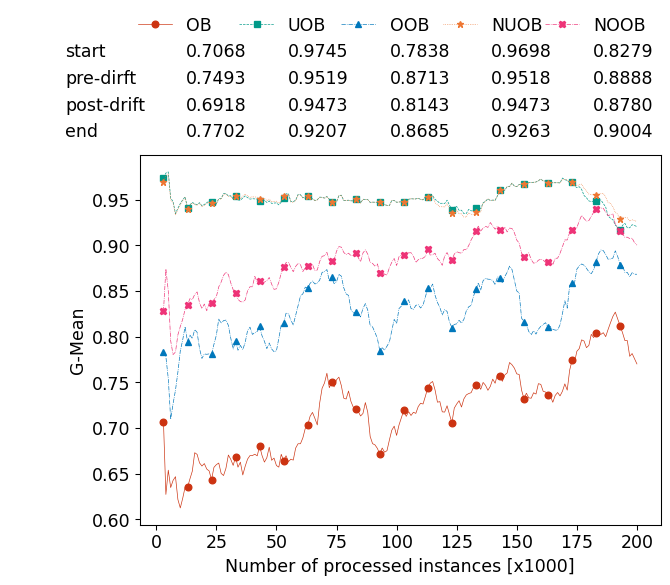 OB UOB OOB NUOB NOOB
start 0.7068 0.9745 0.7838 0.9698 0.8279
pre-dirft 0.7493 0.9519 0.8713 0.9518 0.8888
post-drift 0.6918 0.9473 0.8143 0.9473 0.8780
end 0.7702 0.9207 0.8685 0.9263 0.9004
0.95
0.90
0.85
0.80
0.75
0.70
0.65
0.60
G-Mean
0 25 50 75 100 125 150 175 200
Number of processed instances [x1000]